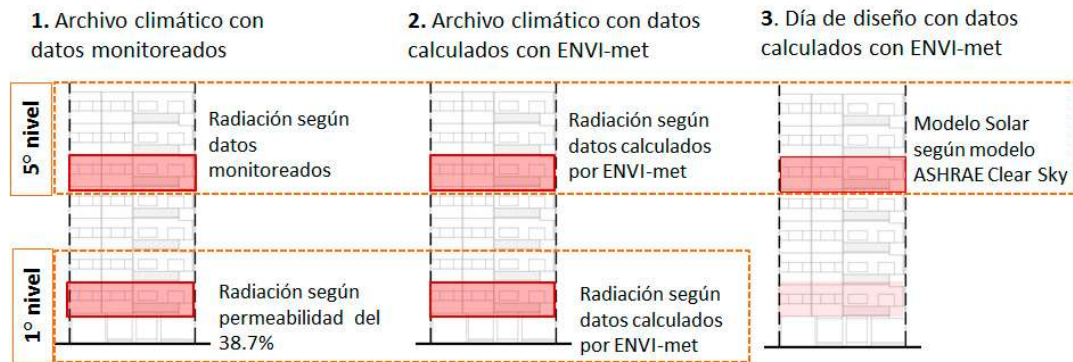 1. Archivo climático con
datos monitoreados
2. Archivo climático con datos
calculados con ENVI-met
3. Día de diseño con datos
calculados con ENVI-met
5° nivel
Radiación según
datos
monitoreados
Radiación según
datos calculados
por ENVI-met
Modelo Solar
según modelo
ASHRAE Clear Sky
1° nivel
Radiación según
permeabilidad del
38.7%
Radiación según
datos calculados
por ENVI-met